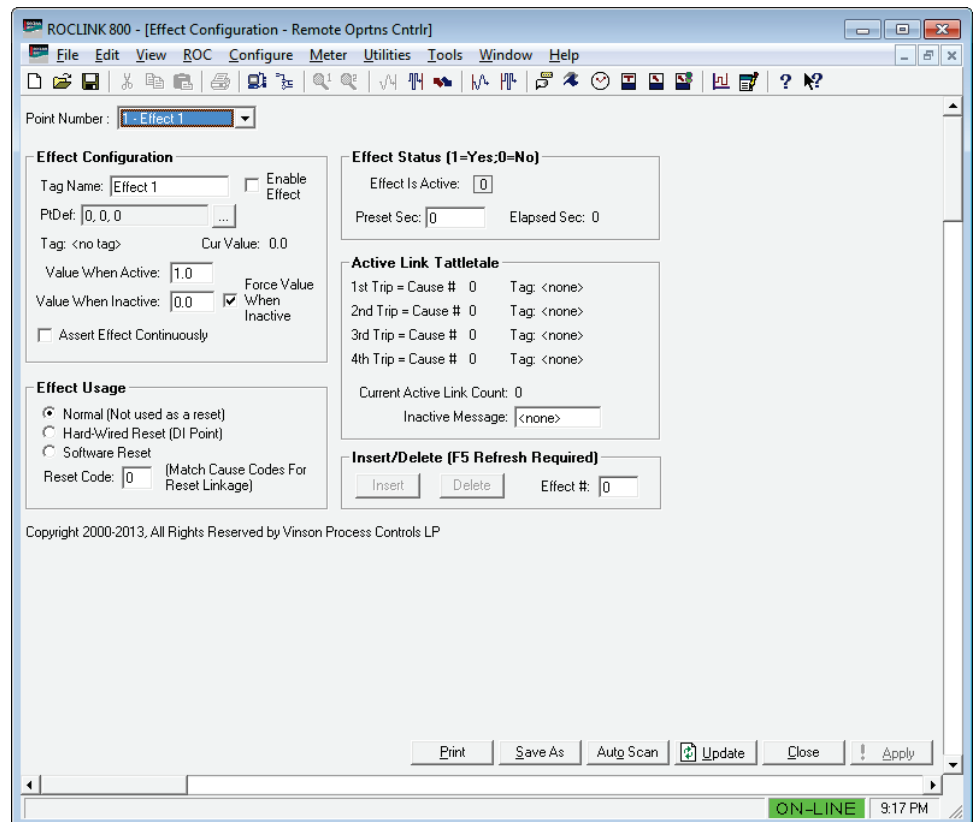 ROCLINK 800 - [Effect Configuration - Remote Oprtns Cntrlr]
File Edit View ROC Configure Meter Utilities Tools Window Help
Point Number : 1 - Effect 1
Effect Configuration
Tag Name: Effect 1
Enable
Effect
PtDef: 0, 0, 0 ...
Tag: <no tag> Cur Value: 0.0
Value When Active: 1.0
Value When Inactive: 0.0
Force Value
When
Inactive
Assert Effect Continuously
Effect Usage
Normal (Not used as a reset)
Hard-Wired Reset (DI Point)
Software Reset
Reset Code: 0
(Match Cause Codes For
Reset Linkage)
Effect Status (1=Yes;0=No)
Effect Is Active: 0
Preset Sec: 0 Elapsed Sec: 0
Active Link Tattletale
1st Trip = Cause # 0 Tag: <none>
2nd Trip = Cause # 0 Tag: <none>
3rd Trip = Cause # 0 Tag: <none>
4th Trip = Cause # 0 Tag: <none>
Current Active Link Count: 0
Inactive Message: <none>
Insert/Delete (F5 Refresh Required)
Insert Delete Effect #: 0
Copyright 2000-2013, All Rights Reserved by Vinson Process Controls LP
Print Save As Auto Scan Update Close ! Apply
ON-LINE 9:17 PM